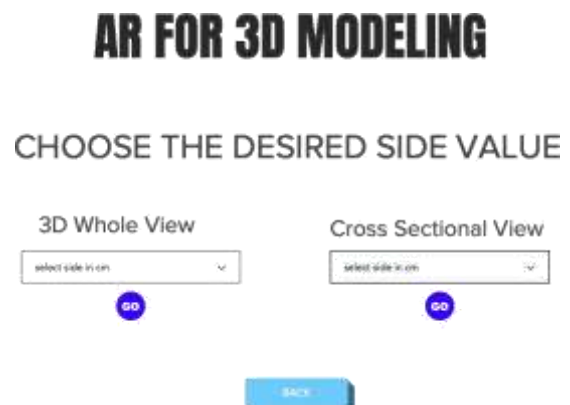 AR FOR 3D MODELING
CHOOSE THE DESIRED SIDE VALUE
3D Whole View
Cross Sectional View
select side in cm
select side in cm
GO
GO
BACK